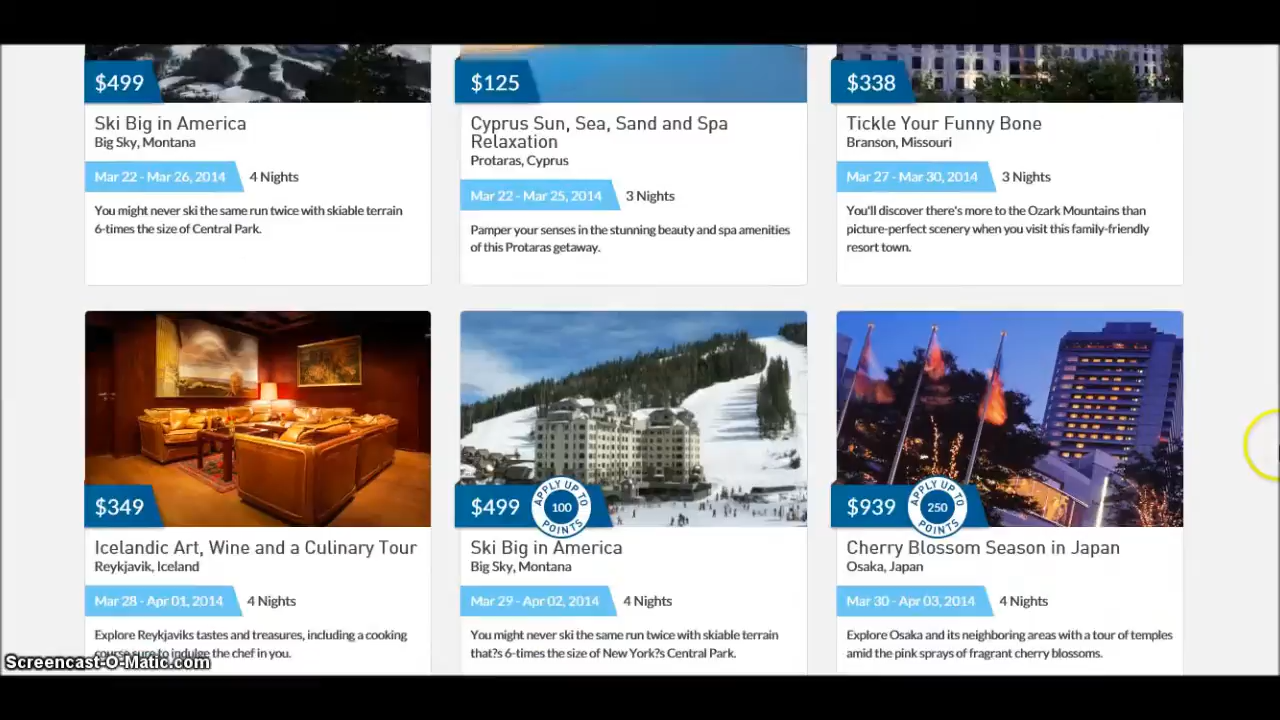 $499
Ski Big in America
Big Sky, Montana
Mar 22 - Mar 26, 2014 4 Nights
You might never ski the same run twice with skiable terrain
6-times the size of Central Park.
$125
Cyprus Sun, Sea, Sand and Spa
Relaxation
Protaras, Cyprus
Mar 22 - Mar 25, 2014 3 Nights
Pamper your senses in the stunning beauty and spa amenities
of this Protaras getaway.
$338
Tickle Your Funny Bone
Branson, Missouri
Mar 27 - Mar 30, 2014 3 Nights
You'll discover there's more to the Ozark Mountains than
picture-perfect scenery when you visit this family-friendly
resort town.
$349
Icelandic Art, Wine and a Culinary Tour
Reykjavik, Iceland
Mar 28 - Apr 01, 2014 4 Nights
Explore Reykjaviks tastes and treasures, including a cooking
course sure to indulge the chef in you.
$499
APPLY UP TO
100
POINTS
Ski Big in America
Big Sky, Montana
Mar 29 - Apr 02, 2014 4 Nights
You might never ski the same run twice with skiable terrain
that?s 6-times the size of New York?s Central Park.
$939
APPLY UP TO
250
POINTS
Cherry Blossom Season in Japan
Osaka, Japan
Mar 30 - Apr 03, 2014 4 Nights
Explore Osaka and its neighboring areas with a tour of temples
amid the pink sprays of fragrant cherry blossoms.
Screencast-O-Matic.com